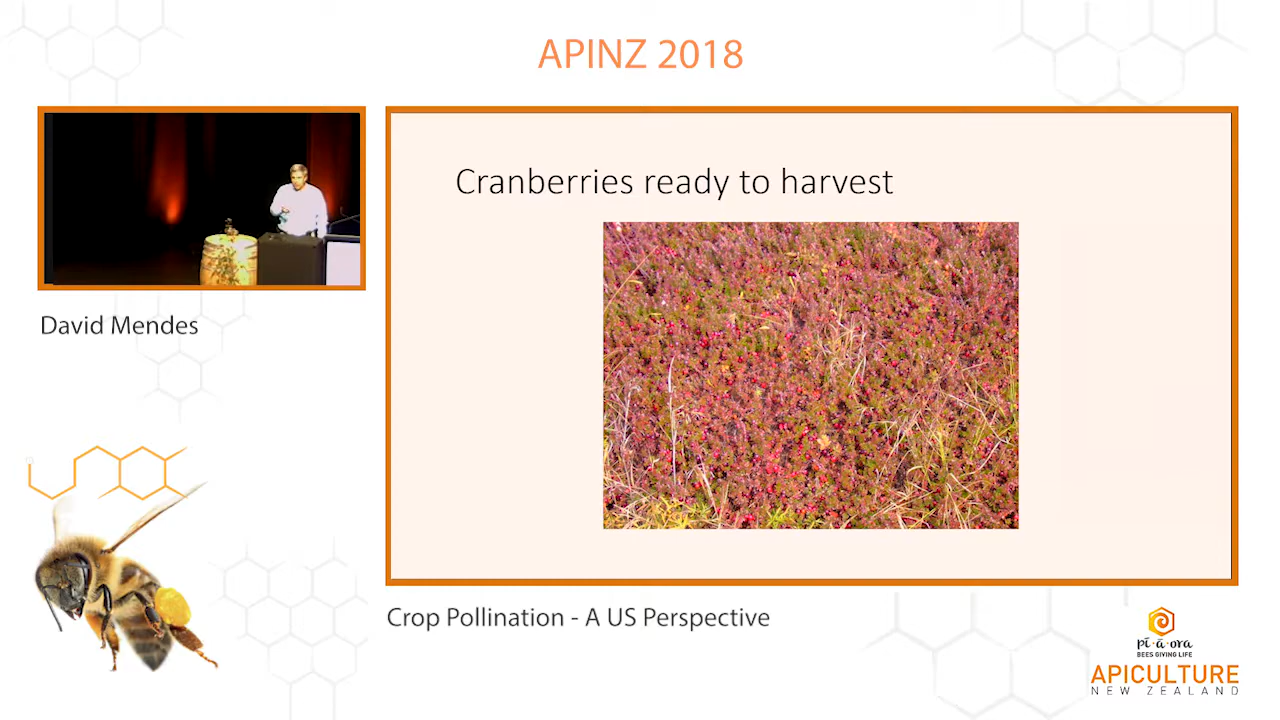 APINZ 2018
Cranberries ready to harvest
David Mendes
Crop Pollination - A US Perspective
pī·ā·ora
BEES GIVING LIFE
APICULTURE
NEW ZEALAND